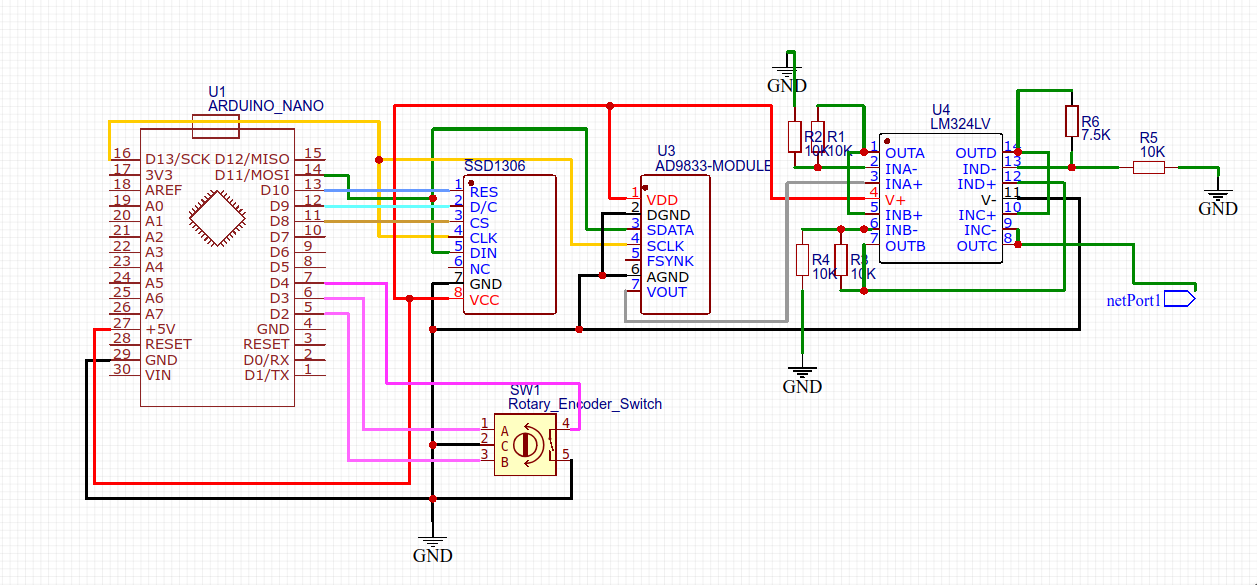 GND
U1
ARDUINO_NANO
16 D13/SCK D12/MISO 15
17 3V3 D11/MOSI 14
18 AREF D10 13
19 A0 D9 12
20 A1 D8 11
21 A2 D7 10
22 A3 D6 9
23 A4 D5 8
24 A5 D4 7
25 A6 D3 6
26 A7 D2 5
27 +5V GND 4
28 RESET RESET 3
29 GND D0/RX 2
30 VIN D1/TX 1
SSD1306
1 RES
2 D/C
3 CS
4 CLK
5 DIN
6 NC
7 GND
8 VCC
U3
AD9833-MODULE
1 VDD
2 DGND
3 SDATA
4 SCLK
5 FSYNK
6 AGND
7 VOUT
R2 R1
10K 10K
U4
LM324LV
1 OUTA OUTD 14
2 INA- IND- 13
3 INA+ IND+ 12
4 V+ V- 11
5 INB+ INC+ 10
6 INB- INC- 9
7 OUTB OUTC 8
R6
7.5K
R5
10K
GND
R4 R3
10K 10K
netPort1
GND
SW1
Rotary_Encoder_Switch
1 A 4
2 C
3 B 5
GND